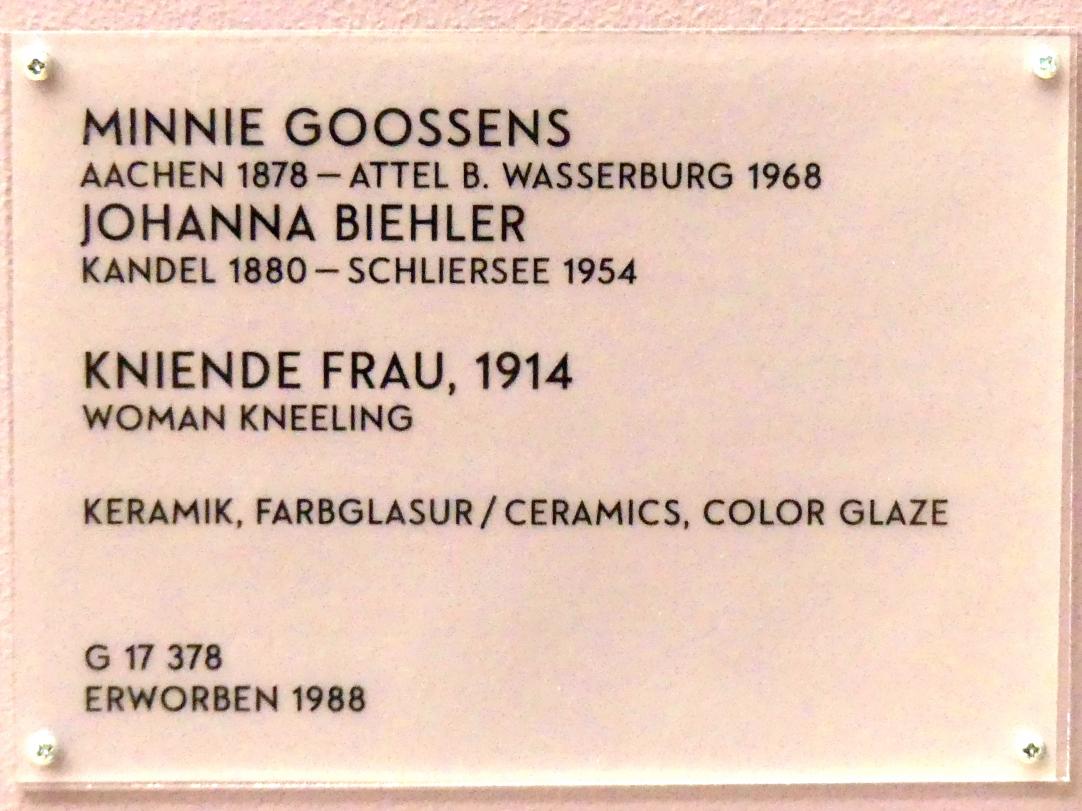 MINNIE GOOSSENS
AACHEN 1878 – ATTEL B. WASSERBURG 1968
JOHANNA BIEHLER
KANDEL 1880 – SCHLIERSEE 1954
KNIENDE FRAU, 1914
WOMAN KNEELING
KERAMIK, FARBGLASUR / CERAMICS, COLOR GLAZE
G 17 378
ERWORBEN 1988